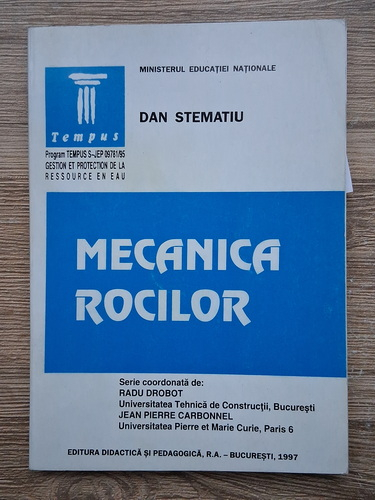 MINISTERUL EDUCAȚIEI NAȚIONALE
DAN STEMATIU
Tempus
Program TEMPUS S-JEP 09781/95
GESTION ET PROTECTION DE LA
RESSOURCE EN EAU
MECANICA
ROCILOR
Serie coordonată de:
RADU DROBOT
Universitatea Tehnică de Construcții, București
JEAN PIERRE CARBONNEL
Universitatea Pierre et Marie Curie, Paris 6
EDITURA DIDACTICĂ ȘI PEDAGOGICĂ, R.A. – BUCUREȘTI, 1997